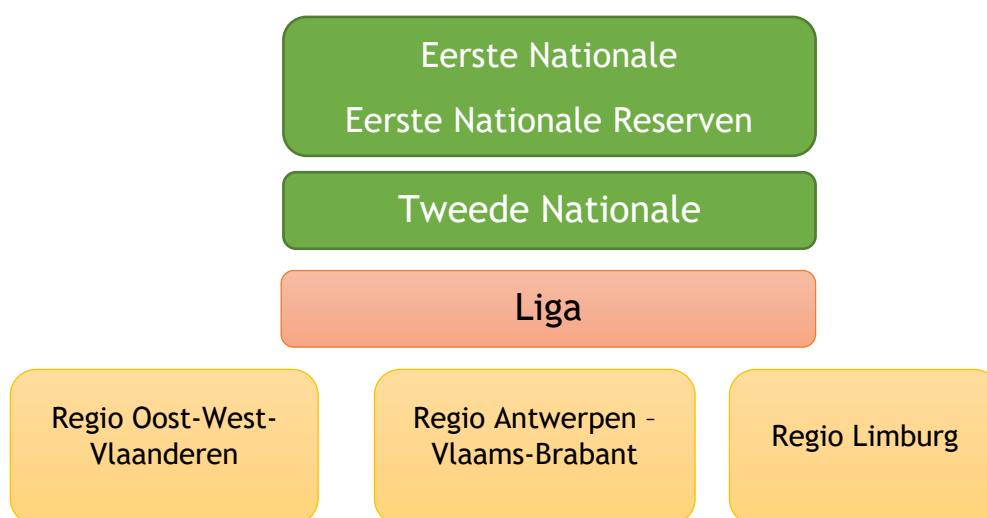 Eerste Nationale
Eerste Nationale Reserven
Tweede Nationale
Liga
Regio Oost-West-
Vlaanderen
Regio Antwerpen –
Vlaams-Brabant
Regio Limburg